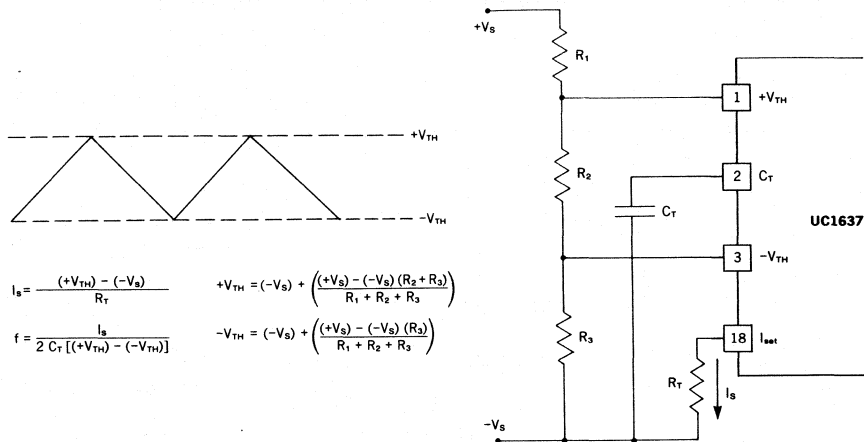 +VS
R1
1 +VTH
+VTH
R2
2 CT
CT
UC1637
-VTH
3 -VTH
IS = (+VTH) - (-VS) / RT
+VTH = (-VS) + ( (+VS) - (-VS) (R2 + R3) / R1 + R2 + R3 )
f = IS / 2 CT [(+VTH) - (-VTH)]
-VTH = (-VS) + ( (+VS) - (-VS) (R3) / R1 + R2 + R3 )
R3
18 Iset
RT
IS
-VS